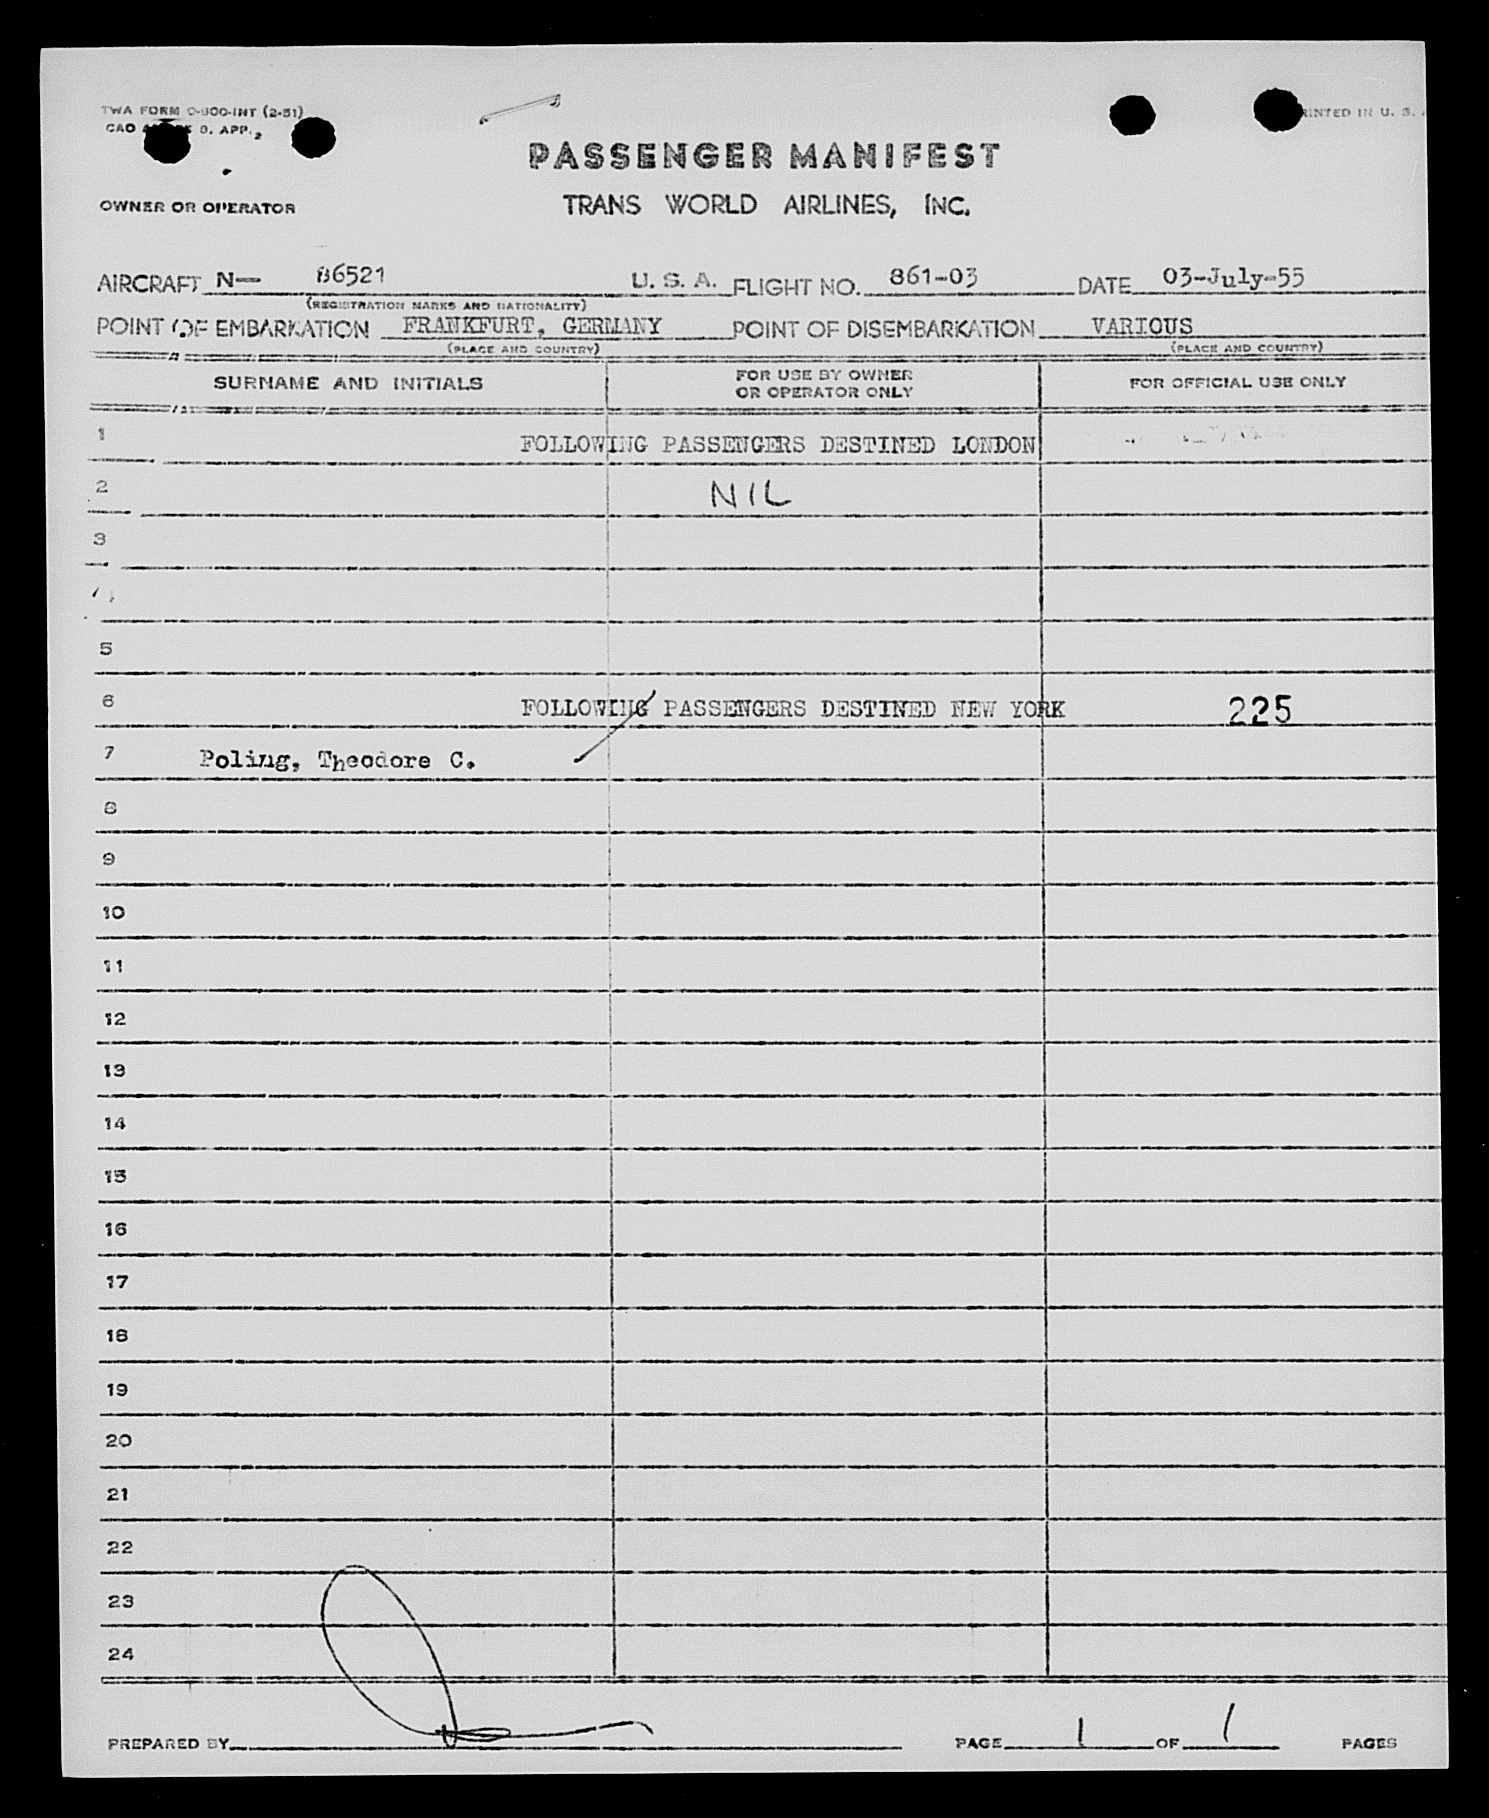 TWA FORM O-800-INT (2-51)
CAO APP.
PRINTED IN U. S.
PASSENGER MANIFEST
OWNER OR OPERATOR
TRANS WORLD AIRLINES, INC.
AIRCRAFT N— 86521 U. S. A. FLIGHT NO. 861-03 DATE 03-July-55
(REGISTRATION MARKS AND NATIONALITY)
POINT OF EMBARKATION FRANKFURT, GERMANY POINT OF DISEMBARKATION VARIOUS
(PLACE AND COUNTRY) (PLACE AND COUNTRY)
SURNAME AND INITIALS FOR USE BY OWNER OR OPERATOR ONLY FOR OFFICIAL USE ONLY
1 FOLLOWING PASSENGERS DESTINED LONDON
2 NIL
3
4
5
6 FOLLOWING PASSENGERS DESTINED NEW YORK 225
7 Poling, Theodore C.
8
9
10
11
12
13
14
15
16
17
18
19
20
21
22
23
24
PREPARED BY PAGE 1 OF 1 PAGES